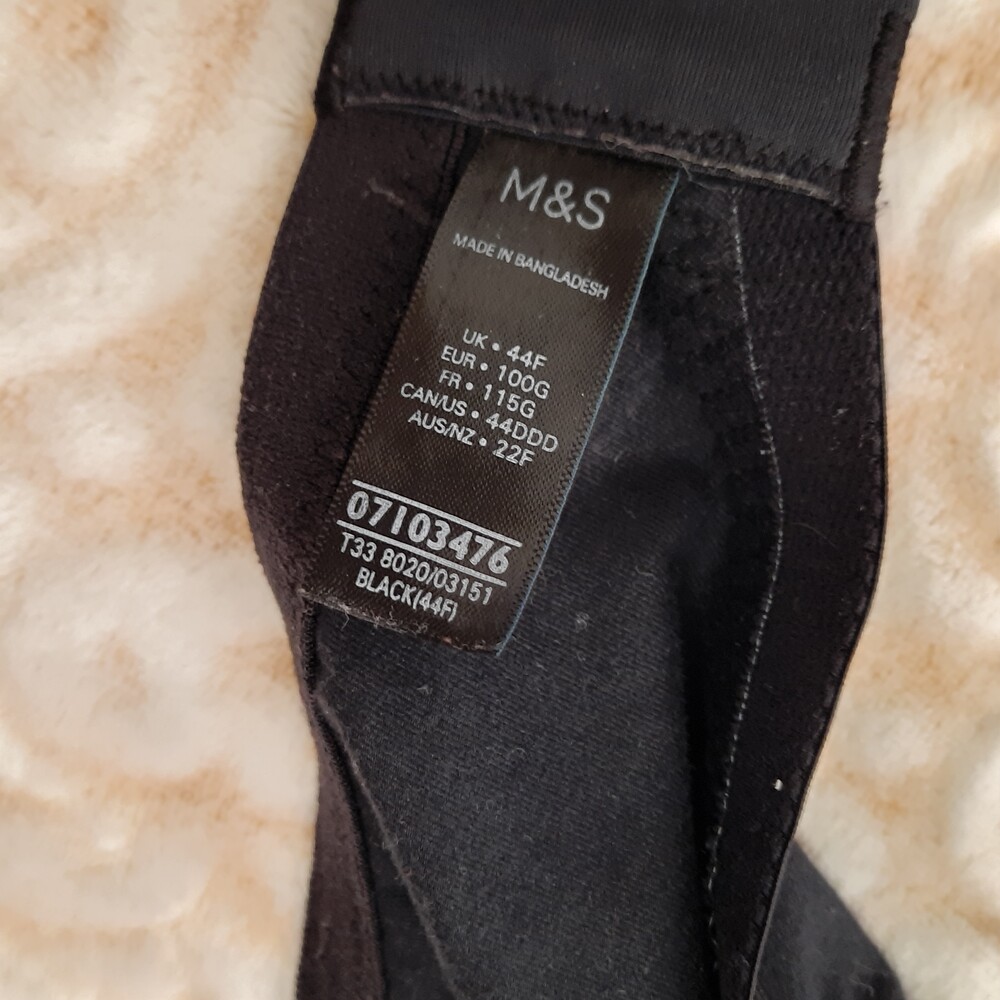 M&S
MADE IN BANGLADESH
UK • 44F
EUR • 100G
FR • 115G
CAN/US • 44DDD
AUS/NZ • 22F
07103476
T33 8020/03151
BLACK(44F)